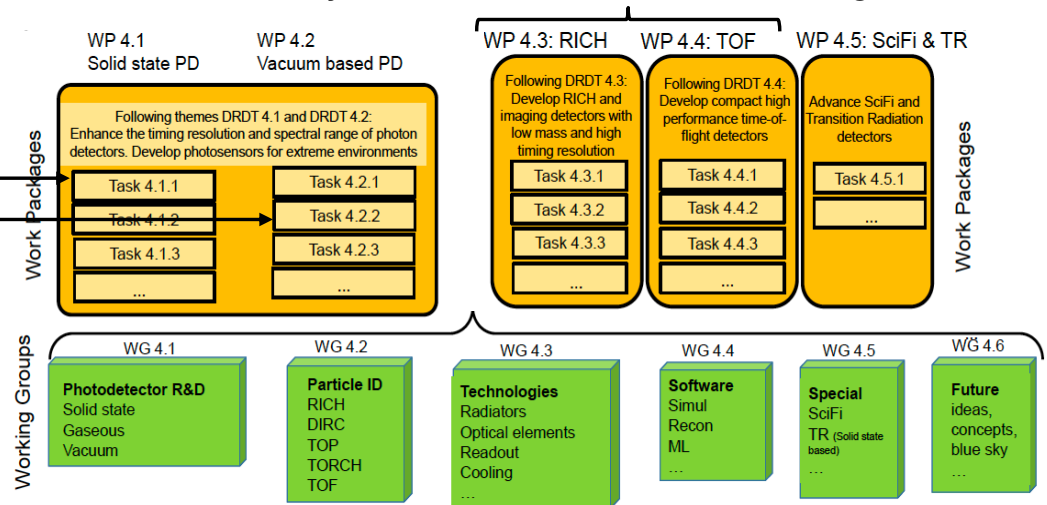 WP 4.1
Solid state PD
WP 4.2
Vacuum based PD
WP 4.3: RICH
WP 4.4: TOF
WP 4.5: SciFi & TR
Work Packages
Following themes DRDT 4.1 and DRDT 4.2:
Enhance the timing resolution and spectral range of photon
detectors. Develop photosensors for extreme environments
Task 4.1.1
Task 4.1.2
Task 4.1.3
...
Task 4.2.1
Task 4.2.2
Task 4.2.3
...
Following DRDT 4.3:
Develop RICH and
imaging detectors with
low mass and high
timing resolution
Task 4.3.1
Task 4.3.2
Task 4.3.3
...
Following DRDT 4.4:
Develop compact high
performance time-of-
flight detectors
Task 4.4.1
Task 4.4.2
Task 4.4.3
...
Advance SciFi and
Transition Radiation
detectors
Task 4.5.1
...
Work Packages
Working Groups
WG 4.1
Photodetector R&D
Solid state
Gaseous
Vacuum
WG 4.2
Particle ID
RICH
DIRC
TOP
TORCH
TOF
WG 4.3
Technologies
Radiators
Optical elements
Readout
Cooling
...
WG 4.4
Software
Simul
Recon
ML
...
WG 4.5
Special
SciFi
TR (Solid state
based)
...
WG 4.6
Future
ideas,
concepts,
blue sky
...